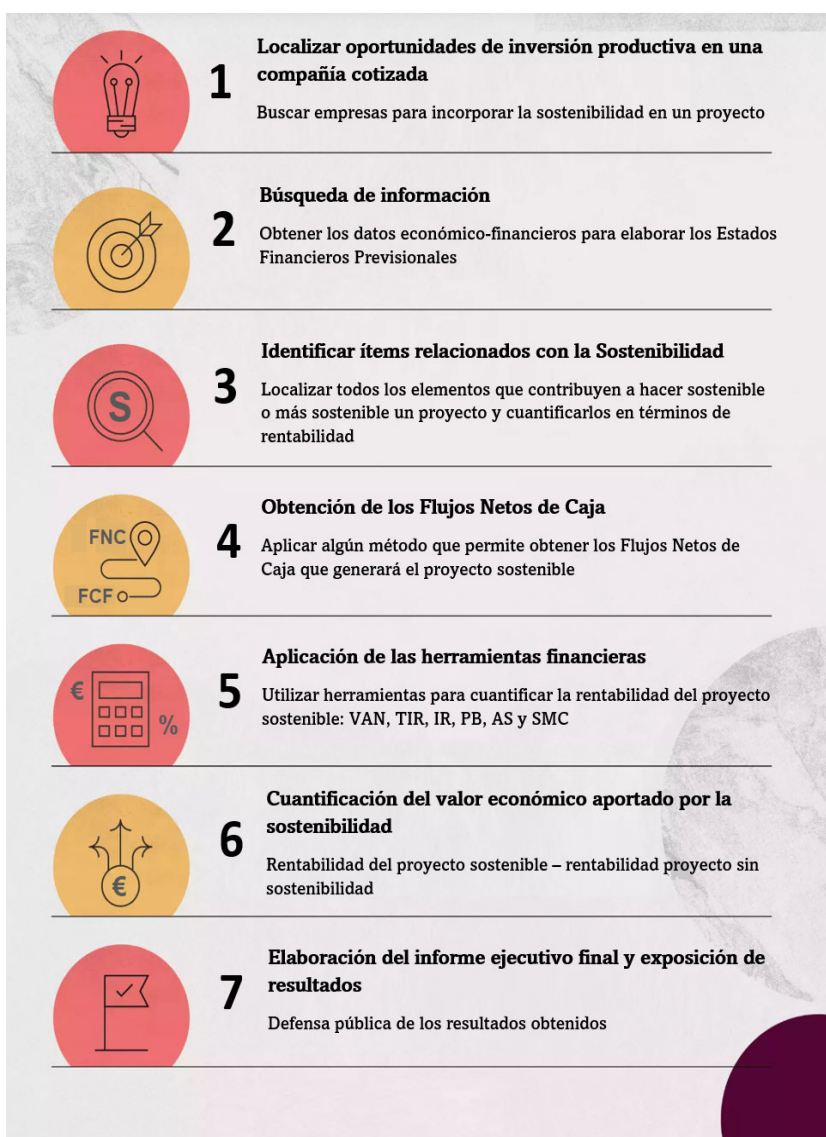 1
Localizar oportunidades de inversión productiva en una
compañía cotizada
Buscar empresas para incorporar la sostenibilidad en un proyecto
2
Búsqueda de información
Obtener los datos económico-financieros para elaborar los Estados
Financieros Previsionales
S
3
Identificar ítems relacionados con la Sostenibilidad
Localizar todos los elementos que contribuyen a hacer sostenible
o más sostenible un proyecto y cuantificarlos en términos de
rentabilidad
FNC
FCF
4
Obtención de los Flujos Netos de Caja
Aplicar algún método que permite obtener los Flujos Netos de
Caja que generará el proyecto sostenible
€
%
5
Aplicación de las herramientas financieras
Utilizar herramientas para cuantificar la rentabilidad del proyecto
sostenible: VAN, TIR, IR, PB, AS y SMC
€
6
Cuantificación del valor económico aportado por la
sostenibilidad
Rentabilidad del proyecto sostenible – rentabilidad proyecto sin
sostenibilidad
7
Elaboración del informe ejecutivo final y exposición de
resultados
Defensa pública de los resultados obtenidos